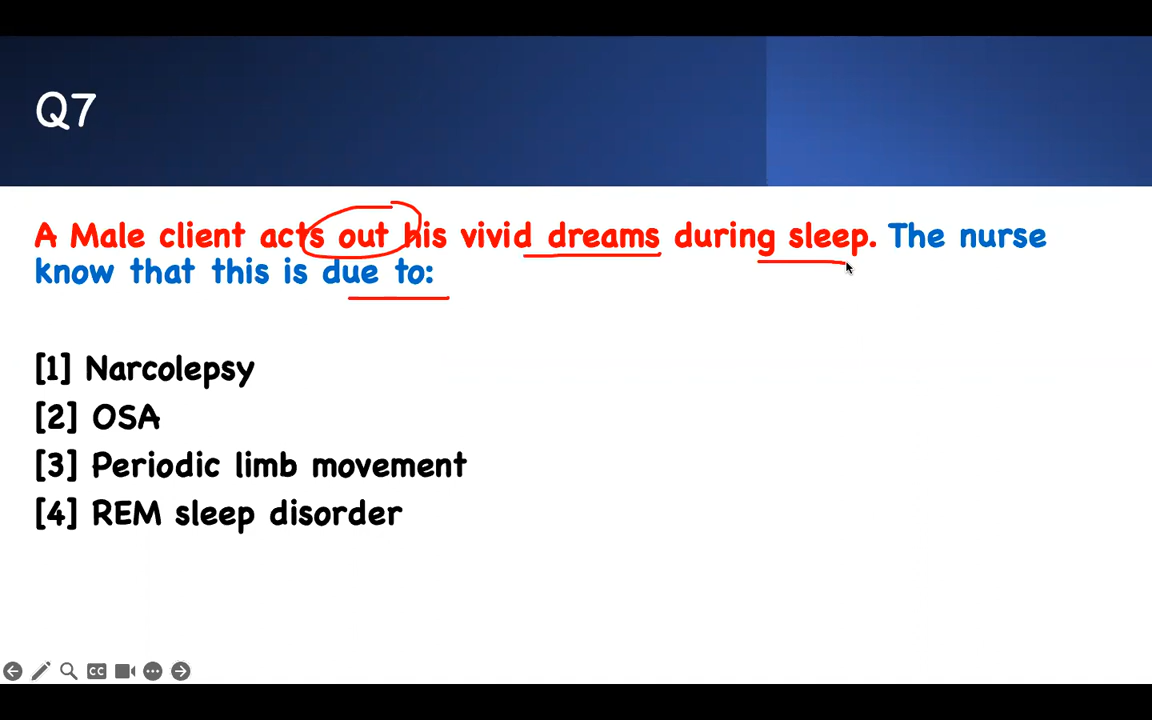 Q7
A Male client acts out his vivid dreams during sleep. The nurse
know that this is due to:
[1] Narcolepsy
[2] OSA
[3] Periodic limb movement
[4] REM sleep disorder
CC